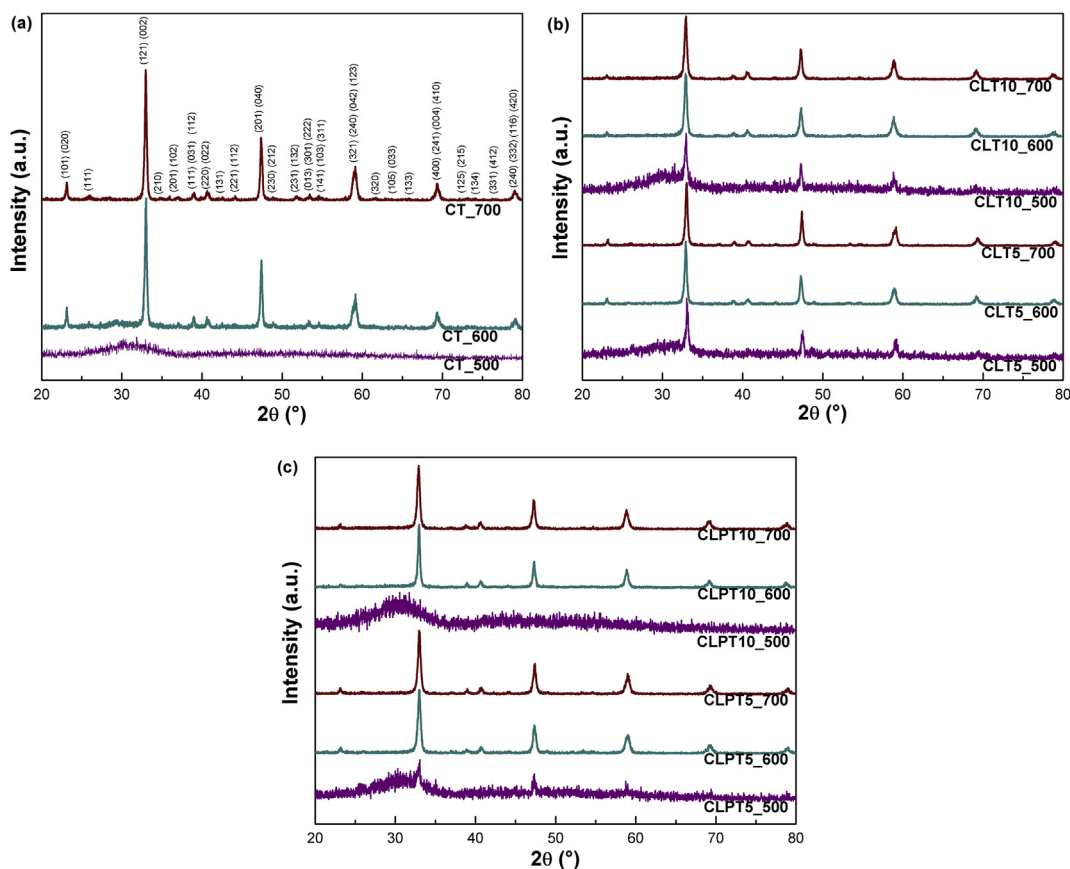 (a)
(101) (020)
(111)
(121) (002)
(210)
(201) (102)
(111) (031) (112)
(220) (022)
(131)
(221) (112)
(201) (040)
(230) (212)
(231) (132)
(013) (301) (222)
(141) (103) (311)
(321) (240) (042) (123)
(320)
(105) (033)
(133)
(400) (241) (004) (410)
(125) (215)
(134)
(331) (412)
(240) (332) (116) (420)
CT_700
CT_600
CT_500
Intensity (a.u.)
20 30 40 50 60 70 80
2θ (°)
(b)
CLT10_700
CLT10_600
CLT10_500
CLT5_700
CLT5_600
CLT5_500
Intensity (a.u.)
20 30 40 50 60 70 80
2θ (°)
(c)
CLPT10_700
CLPT10_600
CLPT10_500
CLPT5_700
CLPT5_600
CLPT5_500
Intensity (a.u.)
20 30 40 50 60 70 80
2θ (°)